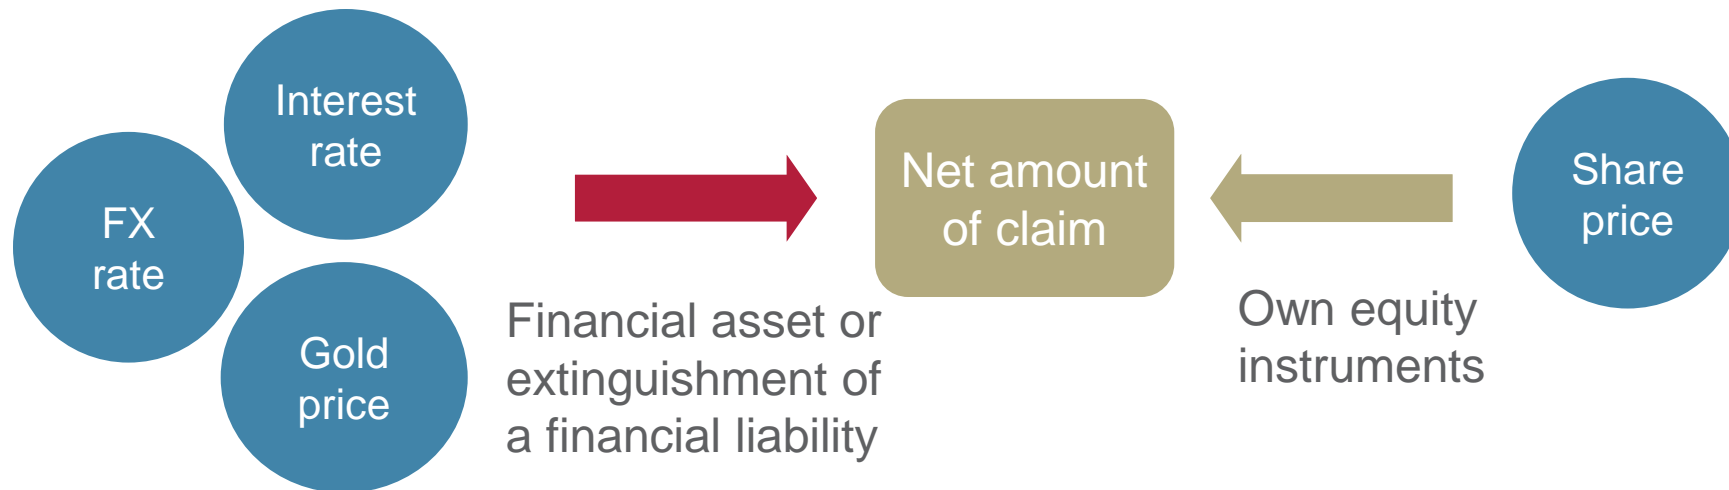 Interest
rate
FX
rate
Gold
price
Financial asset or
extinguishment of
a financial liability
Net amount
of claim
Own equity
instruments
Share
price